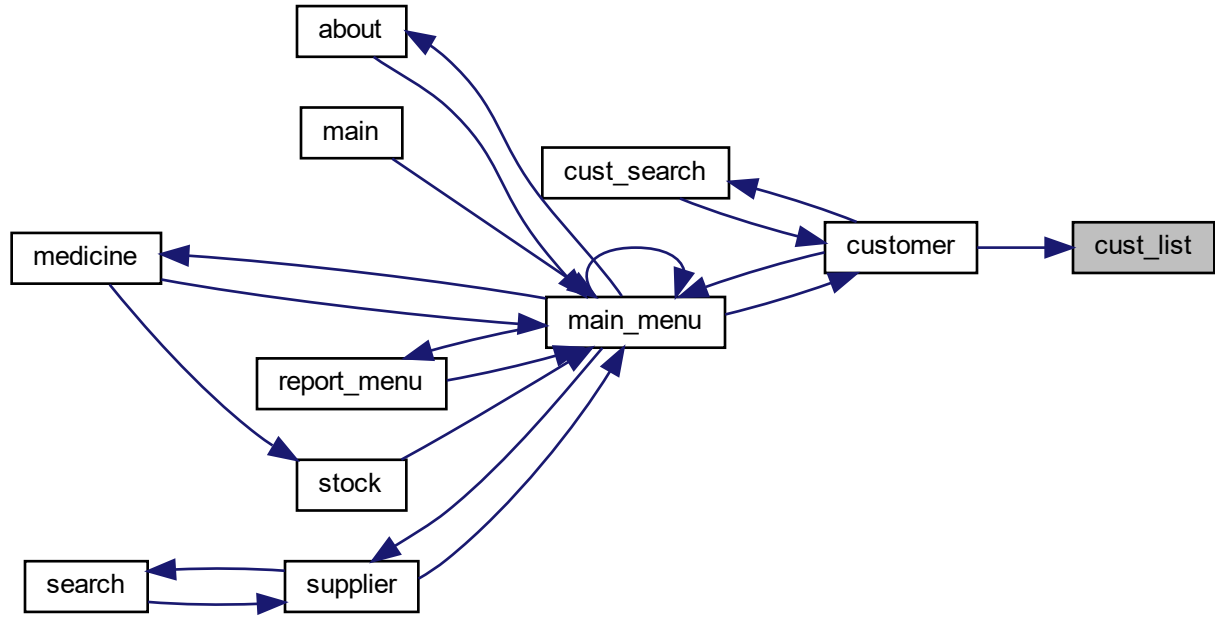 about
main
cust_search
customer
cust_list
medicine
main_menu
report_menu
stock
search
supplier